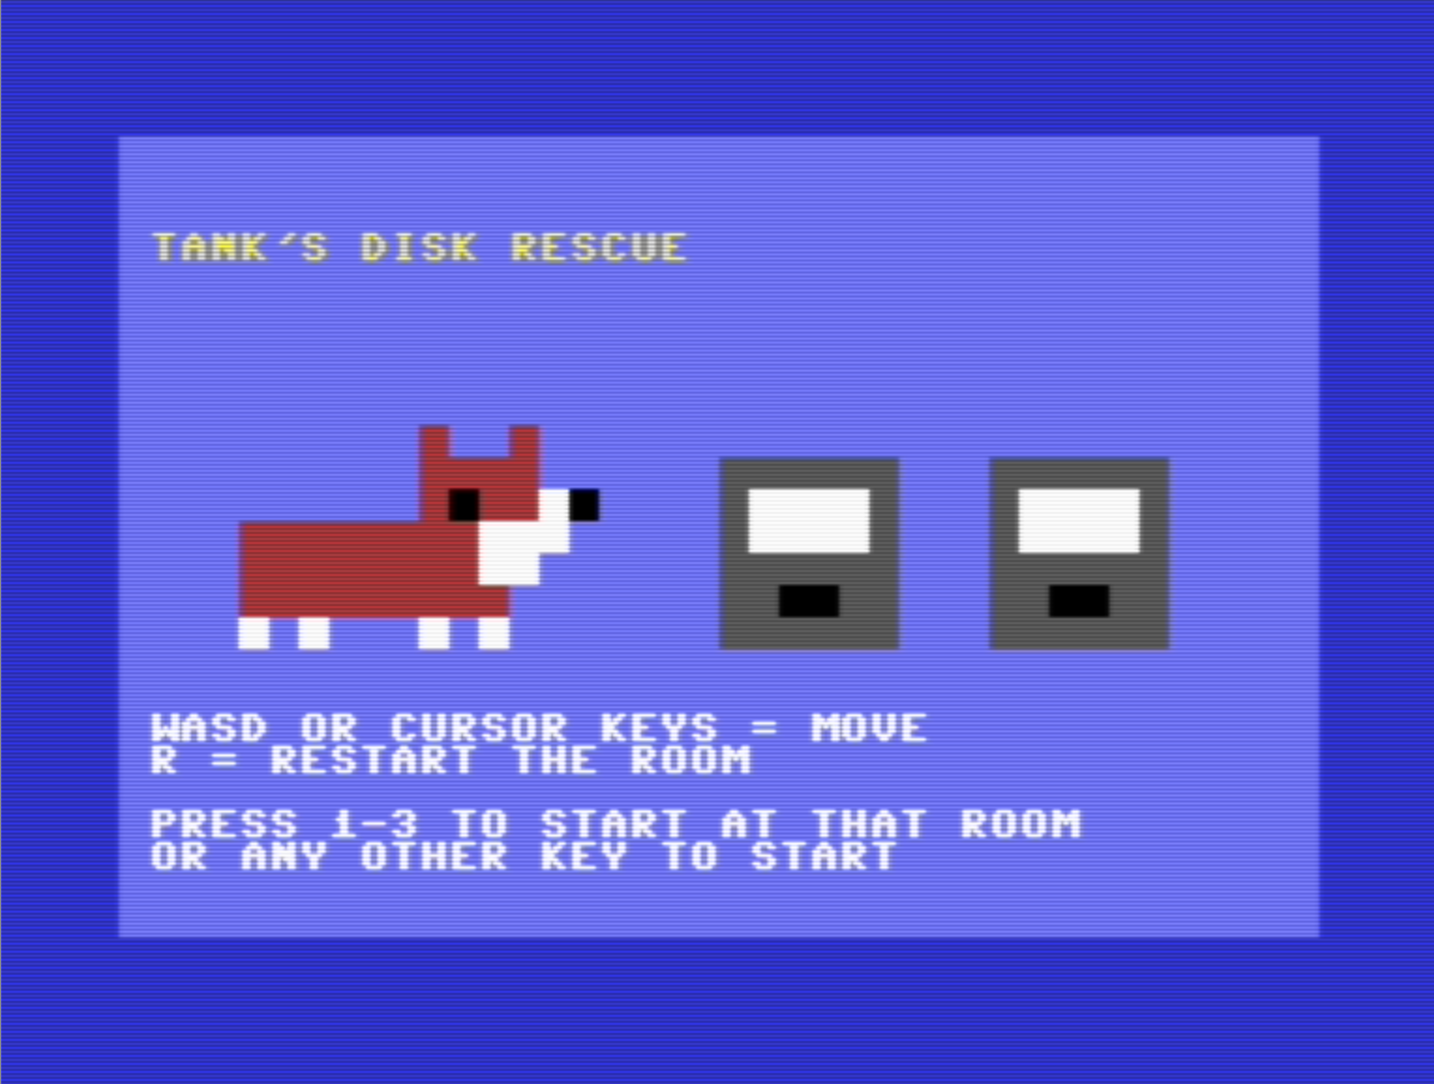 TANK'S DISK RESCUE
WASD OR CURSOR KEYS = MOVE
R = RESTART THE ROOM
PRESS 1-3 TO START AT THAT ROOM
OR ANY OTHER KEY TO START